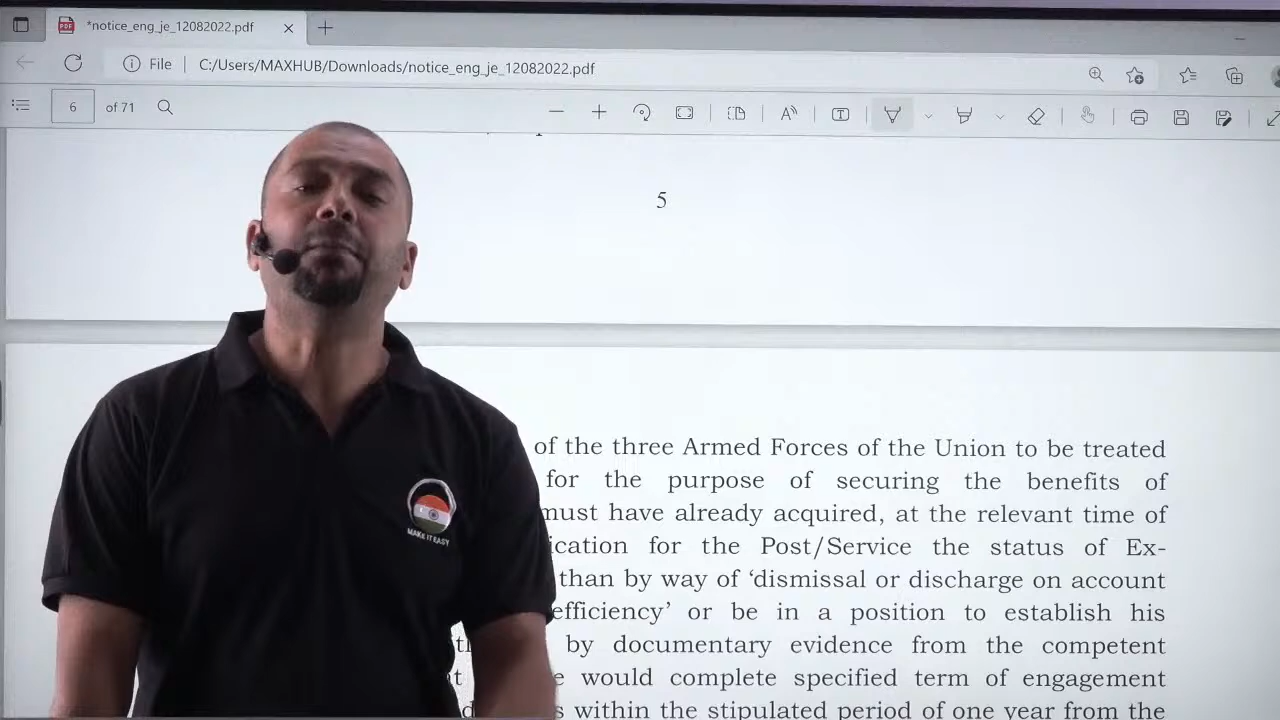 *notice_eng_je_12082022.pdf
File
C:/Users/MAXHUB/Downloads/notice_eng_je_12082022.pdf
6 of 71
5
of the three Armed Forces of the Union to be treated
for the purpose of securing the benefits of
must have already acquired, at the relevant time of
ication for the Post/Service the status of Ex-
than by way of ‘dismissal or discharge on account
efficiency’ or be in a position to establish his
by documentary evidence from the competent
would complete specified term of engagement
within the stipulated period of one year from the
MAKE IT EASY